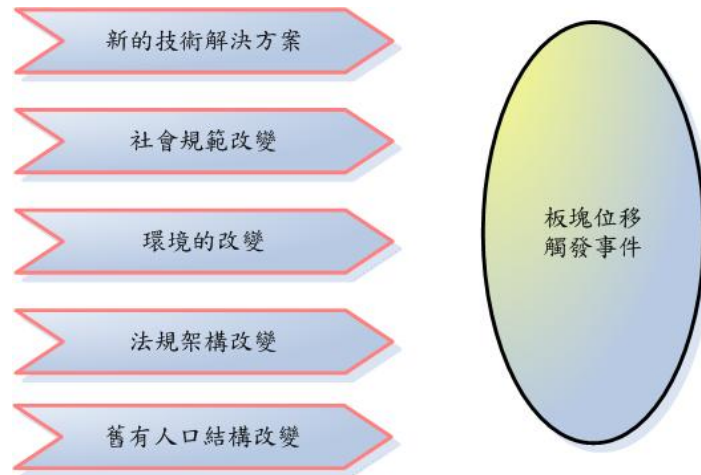 新的技術解決方案
社會規範改變
環境的改變
法規架構改變
舊有人口結構改變
板塊位移
觸發事件